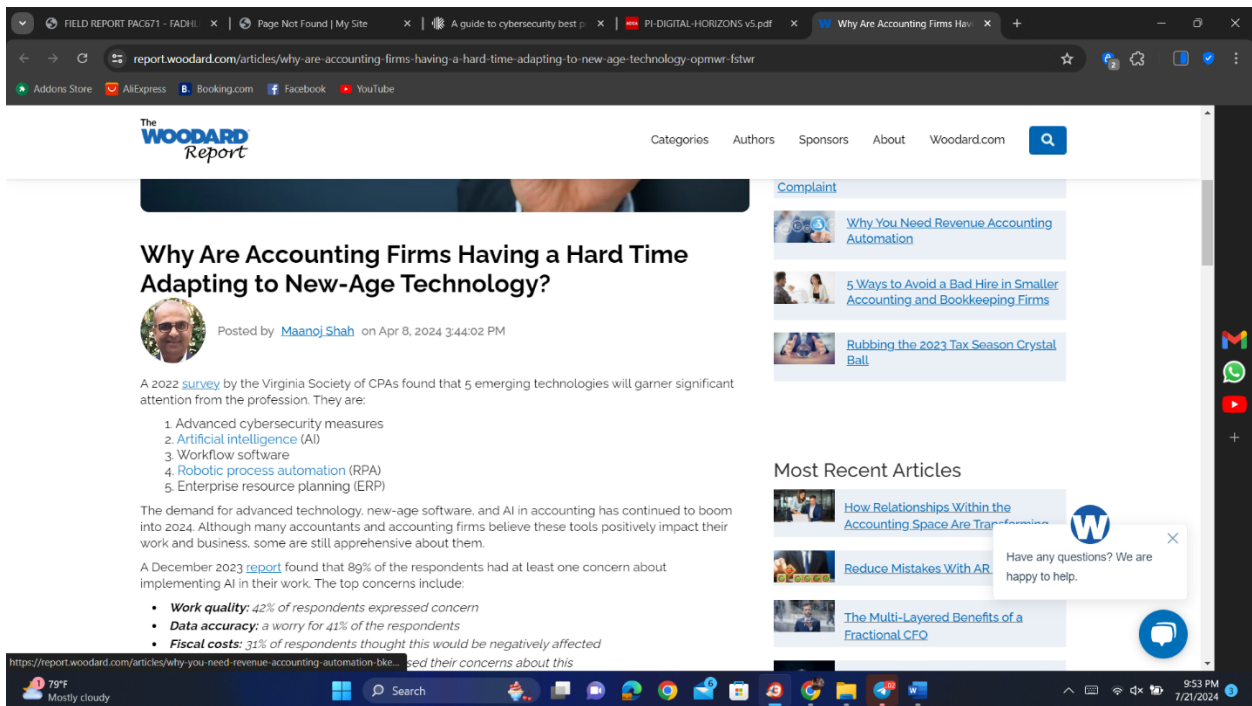 FIELD REPORT PAC671 - FADHL
Page Not Found | My Site
A guide to cybersecurity best p
PI-DIGITAL-HORIZONS v5.pdf
Why Are Accounting Firms Hav
report.woodard.com/articles/why-are-accounting-firms-having-a-hard-time-adapting-to-new-age-technology-opmwr-fstwr
2
Addons Store
AliExpress
B. Booking.com
Facebook
YouTube
The
WOODARD
Report
Categories Authors Sponsors About Woodard.com
Why Are Accounting Firms Having a Hard Time
Adapting to New-Age Technology?
Posted by Maanoj Shah on Apr 8, 2024 3:44:02 PM
A 2022 survey by the Virginia Society of CPAs found that 5 emerging technologies will garner significant
attention from the profession. They are:
1. Advanced cybersecurity measures
2. Artificial intelligence (AI)
3. Workflow software
4. Robotic process automation (RPA)
5. Enterprise resource planning (ERP)
The demand for advanced technology, new-age software, and AI in accounting has continued to boom
into 2024. Although many accountants and accounting firms believe these tools positively impact their
work and business, some are still apprehensive about them.
A December 2023 report found that 89% of the respondents had at least one concern about
implementing AI in their work. The top concerns include:
• Work quality: 42% of respondents expressed concern
• Data accuracy: a worry for 41% of the respondents
• Fiscal costs: 31% of respondents thought this would be negatively affected
sed their concerns about this
https://report.woodard.com/articles/why-you-need-revenue-accounting-automation-bke...
Complaint
Why You Need Revenue Accounting
Automation
5 Ways to Avoid a Bad Hire in Smaller
Accounting and Bookkeeping Firms
Rubbing the 2023 Tax Season Crystal
Ball
Most Recent Articles
How Relationships Within the
Accounting Space Are Transforming
Reduce Mistakes With AR
The Multi-Layered Benefits of a
Fractional CFO
W
Have any questions? We are
happy to help.
79°F
Mostly cloudy
Search
9:53 PM
7/21/2024
3